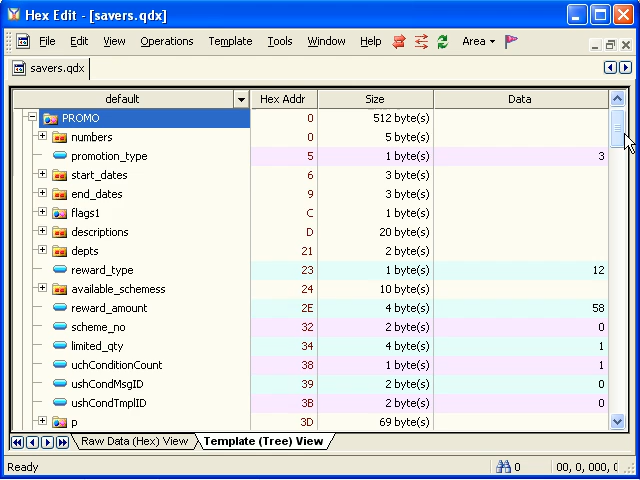 Hex Edit - [savers.qdx]
File Edit View Operations Template Tools Window Help Area
savers.qdx
default Hex Addr Size Data
PROMO 0 512 byte(s)
numbers 0 5 byte(s)
promotion_type 5 1 byte(s) 3
start_dates 6 3 byte(s)
end_dates 9 3 byte(s)
flags1 C 1 byte(s)
descriptions D 20 byte(s)
depts 21 2 byte(s)
reward_type 23 1 byte(s) 12
available_schemess 24 10 byte(s)
reward_amount 2E 4 byte(s) 58
scheme_no 32 2 byte(s) 0
limited_qty 34 4 byte(s) 1
uchConditionCount 38 1 byte(s) 1
ushCondMsgID 39 2 byte(s) 0
ushCondTmplID 3B 2 byte(s) 0
p 3D 69 byte(s)
Raw Data (Hex) View Template (Tree) View
Ready 0 00, 0, 000, 0